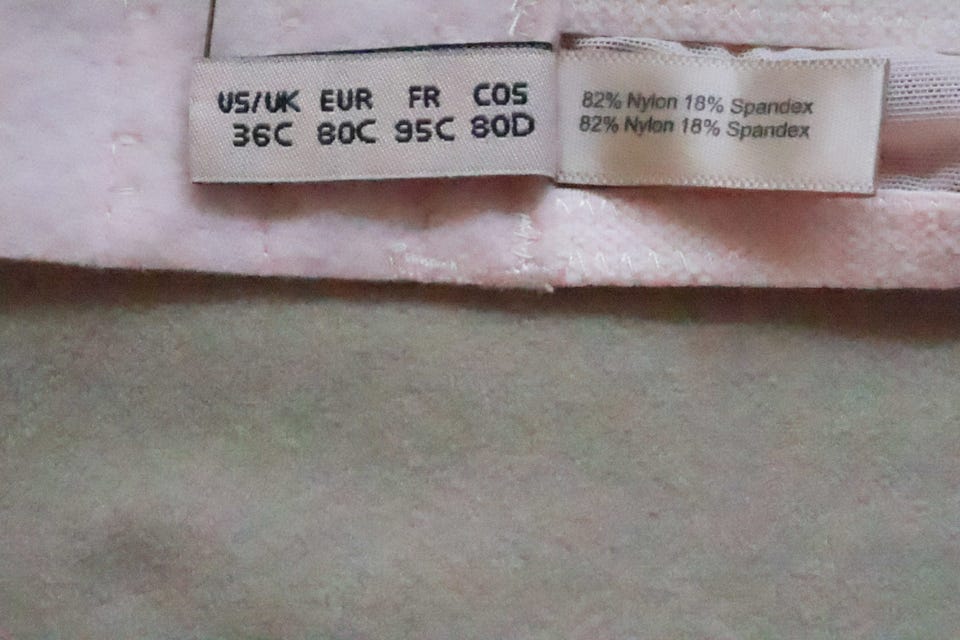 US/UK EUR FR COS
36C 80C 95C 80D
82% Nylon 18% Spandex
82% Nylon 18% Spandex